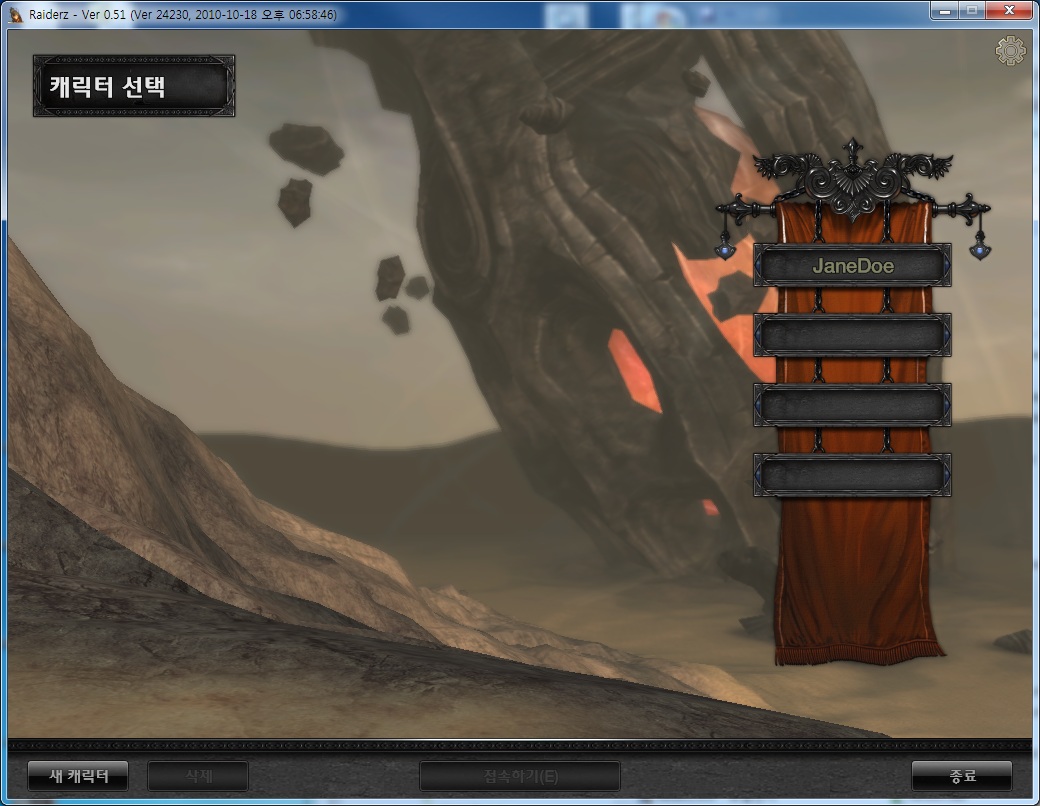 Raiderz - Ver 0.51 (Ver 24230, 2010-10-18 오후 06:58:46)
캐릭터 선택
JaneDoe
새 캐릭터
삭제
접속하기(E)
종료